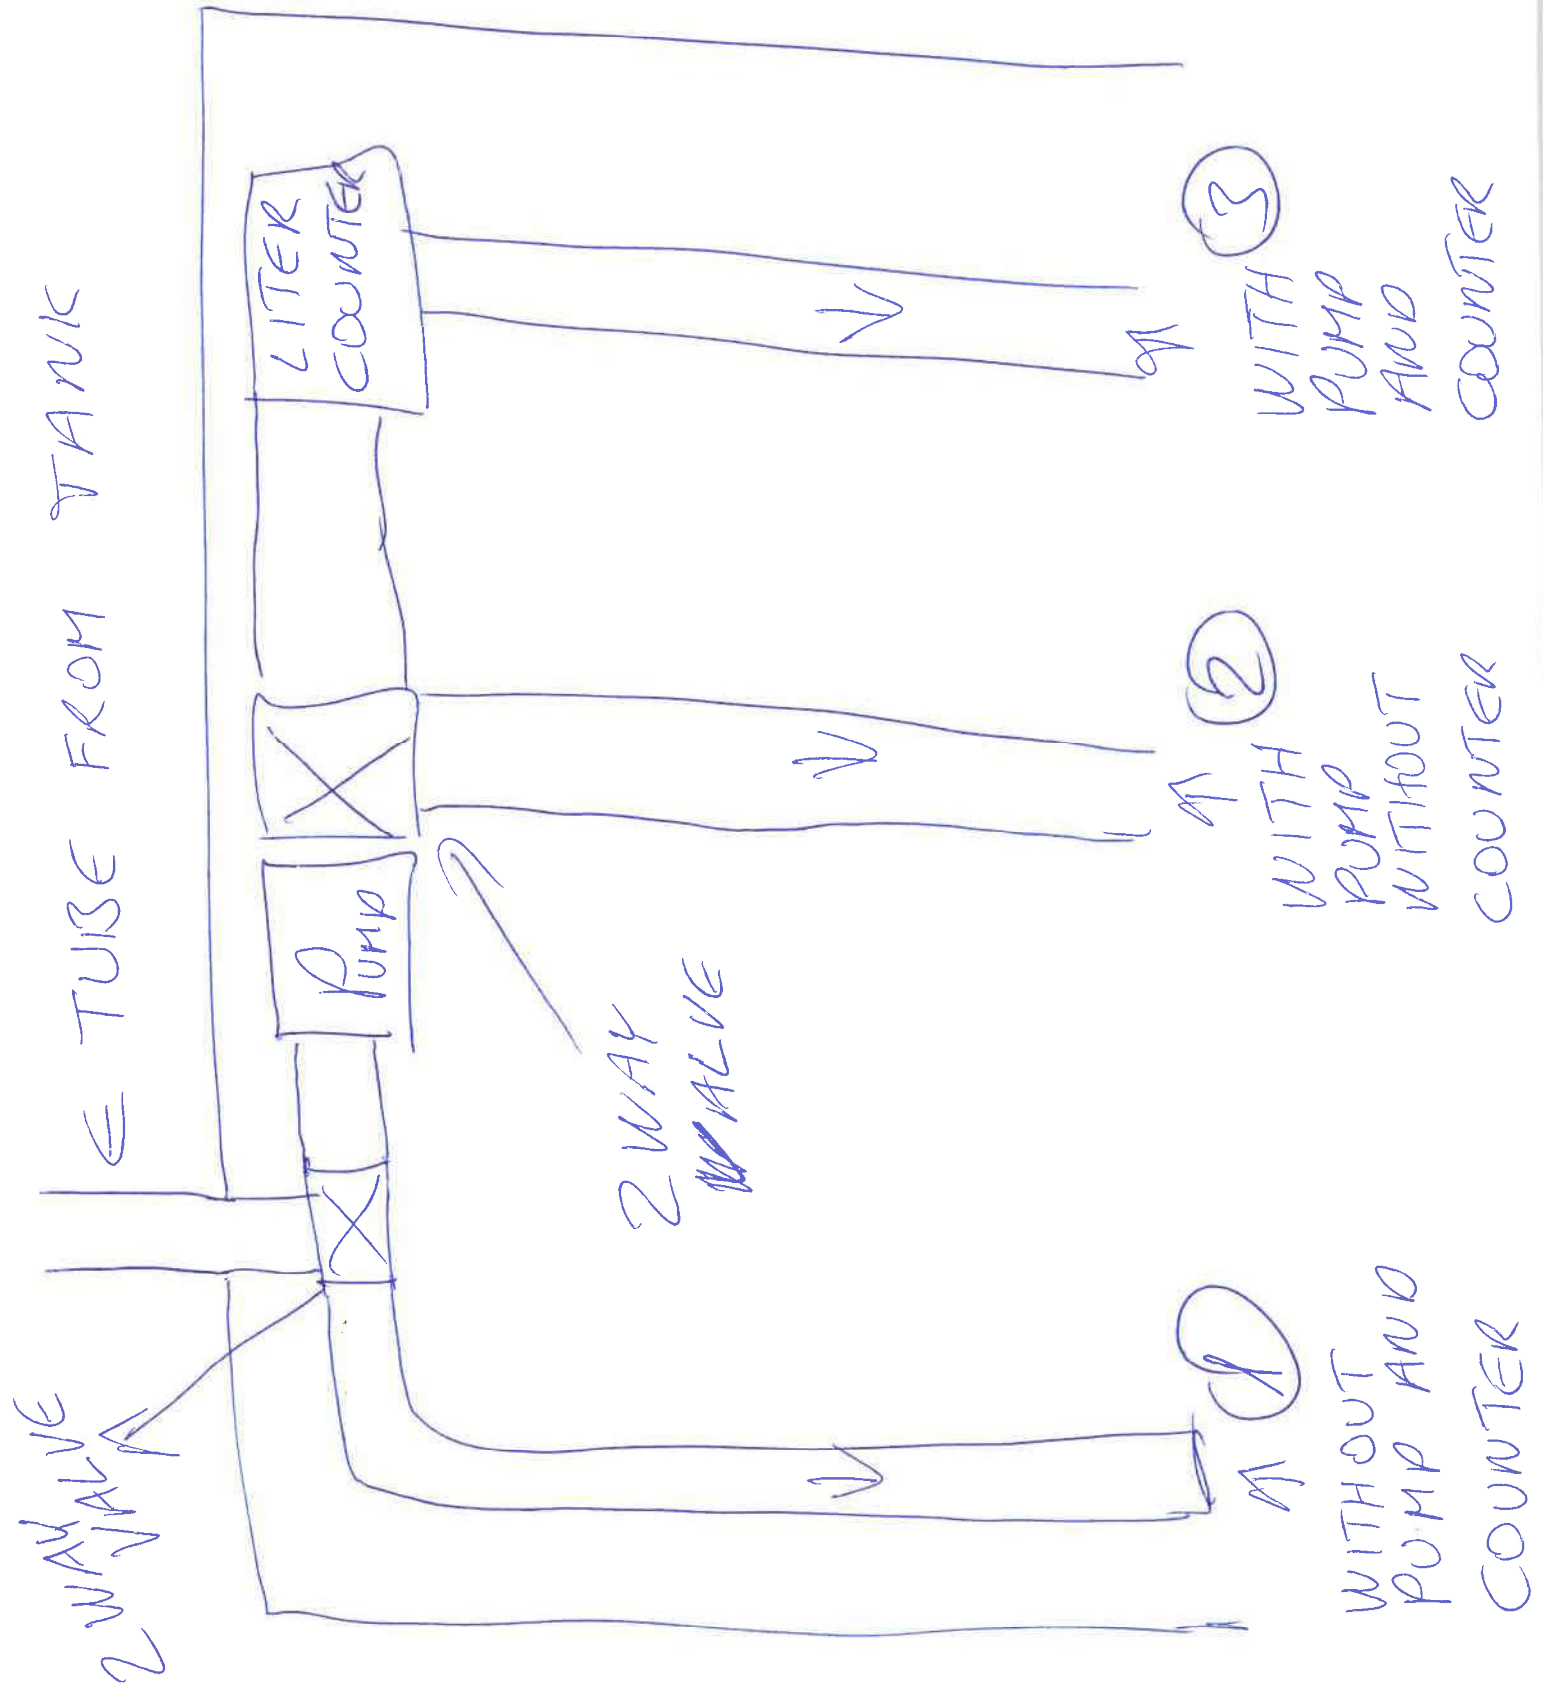 2 WAY
VALVE
← TUBE FROM TANK
PUMP
LITER
COUNTER
2 WAY
VALVE
1
WITHOUT
PUMP AND
COUNTER
2
WITH
PUMP
WITHOUT
COUNTER
3
WITH
PUMP
AND
COUNTER